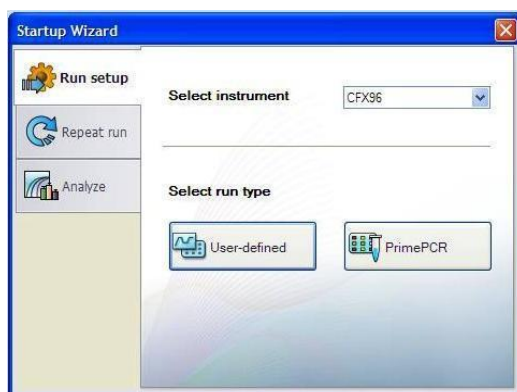 Startup Wizard
Run setup
Repeat run
Analyze
Select instrument CFX96
Select run type
User-defined PrimePCR